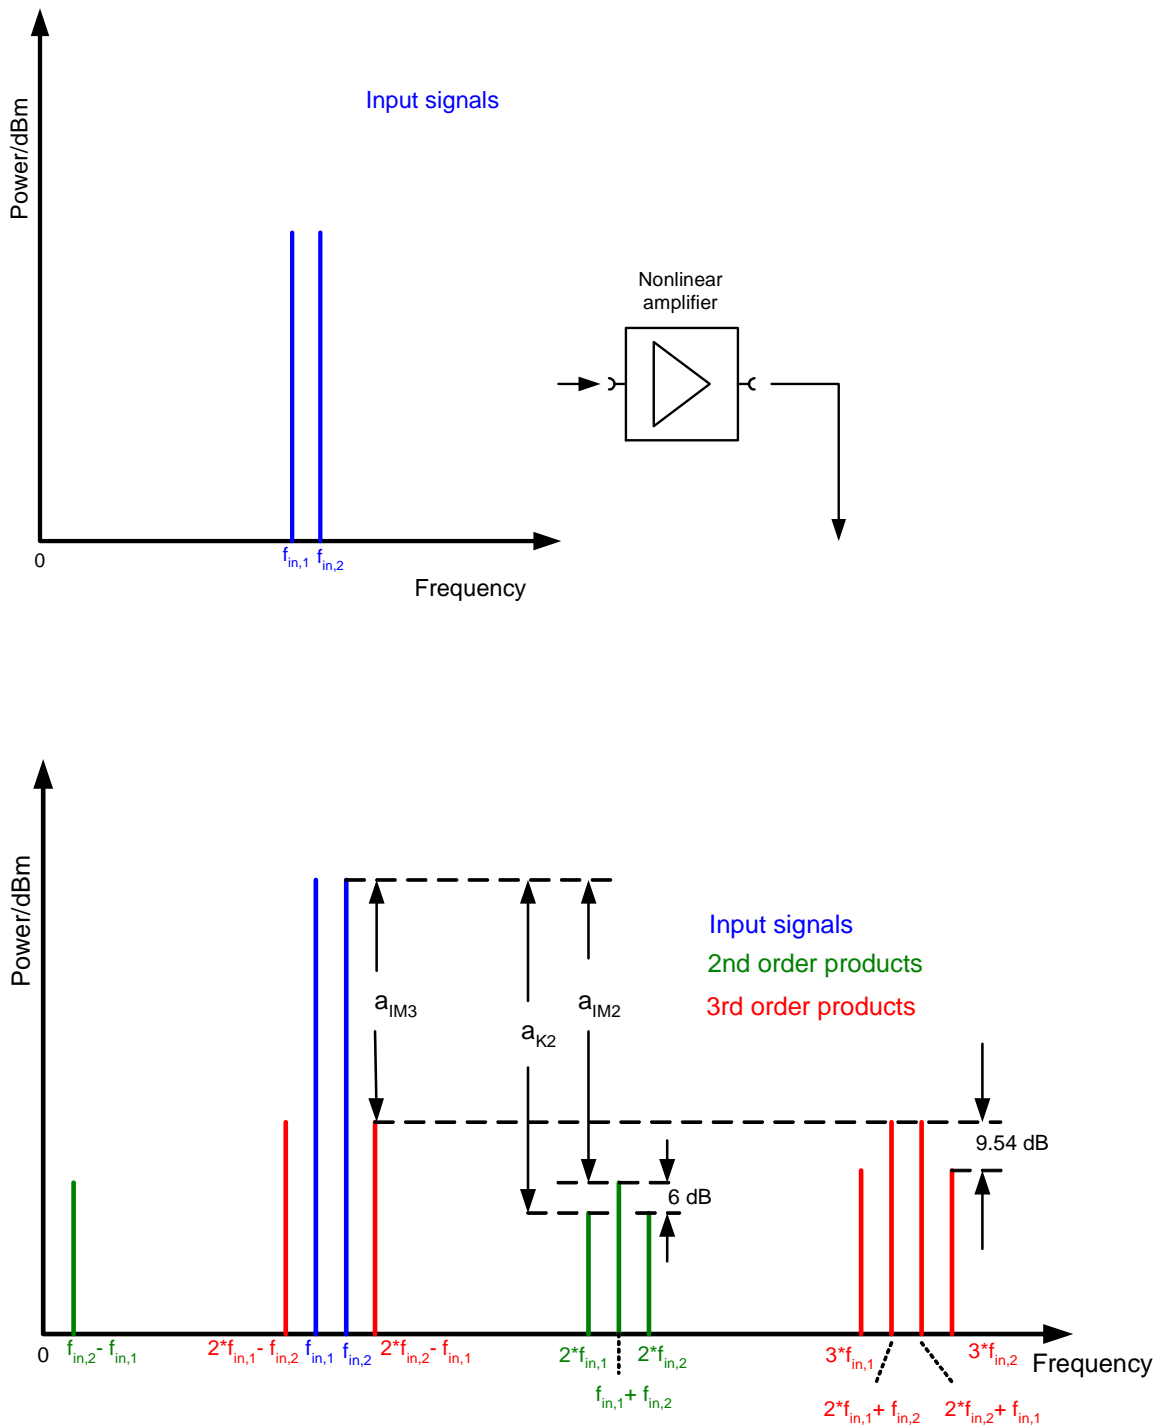 Power/dBm
Input signals
Nonlinear
amplifier
0
f_in,1
f_in,2
Frequency
Power/dBm
Input signals
2nd order products
3rd order products
a_IM3
a_IM2
a_K2
9.54 dB
6 dB
0
f_in,2 - f_in,1
2*f_in,1 - f_in,2
f_in,1
f_in,2
2*f_in,2 - f_in,1
2*f_in,1
2*f_in,2
f_in,1 + f_in,2
3*f_in,1
3*f_in,2
Frequency
2*f_in,1 + f_in,2
2*f_in,2 + f_in,1